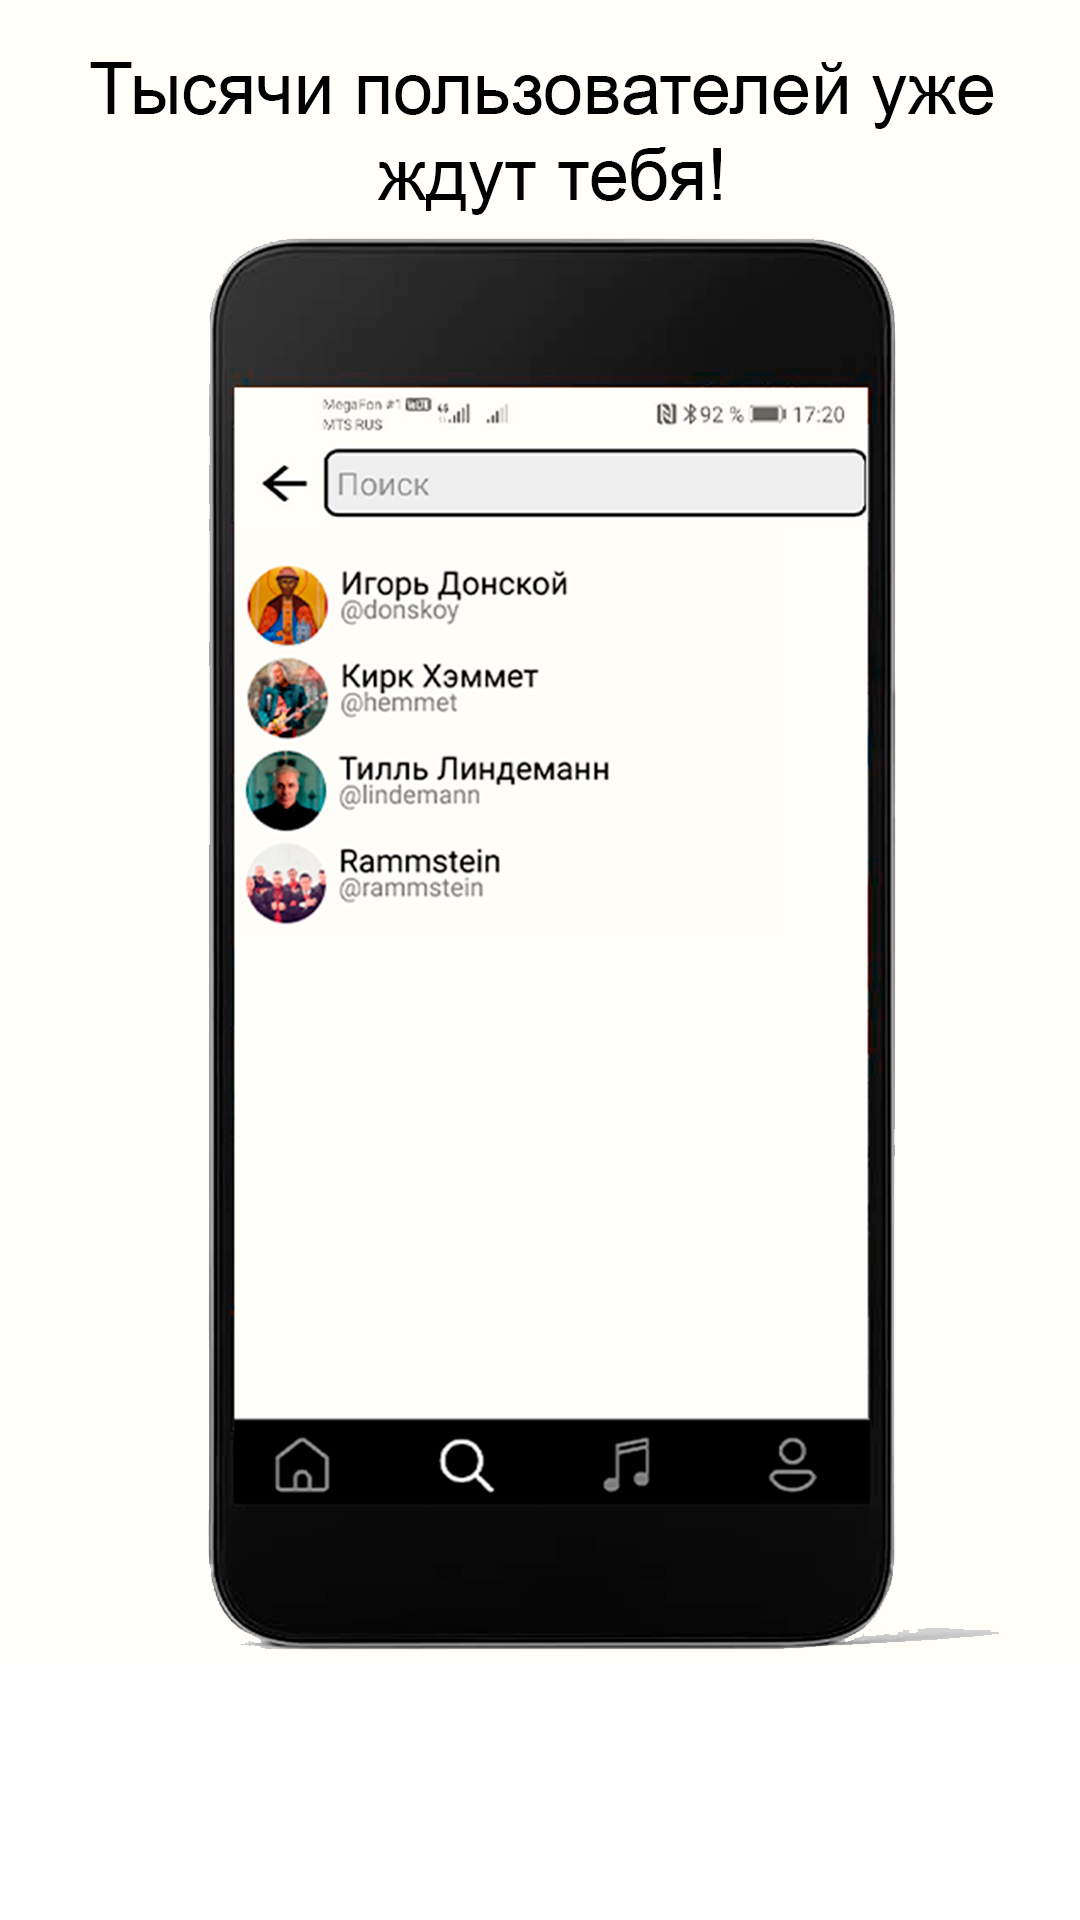 Тысячи пользователей уже
ждут тебя!
MegaFon #1
MTS RUS
92 % 17:20
Поиск
Игорь Донской
@donskoy
Кирк Хэммет
@hemmet
Тилль Линдеманн
@lindemann
Rammstein
@rammstein